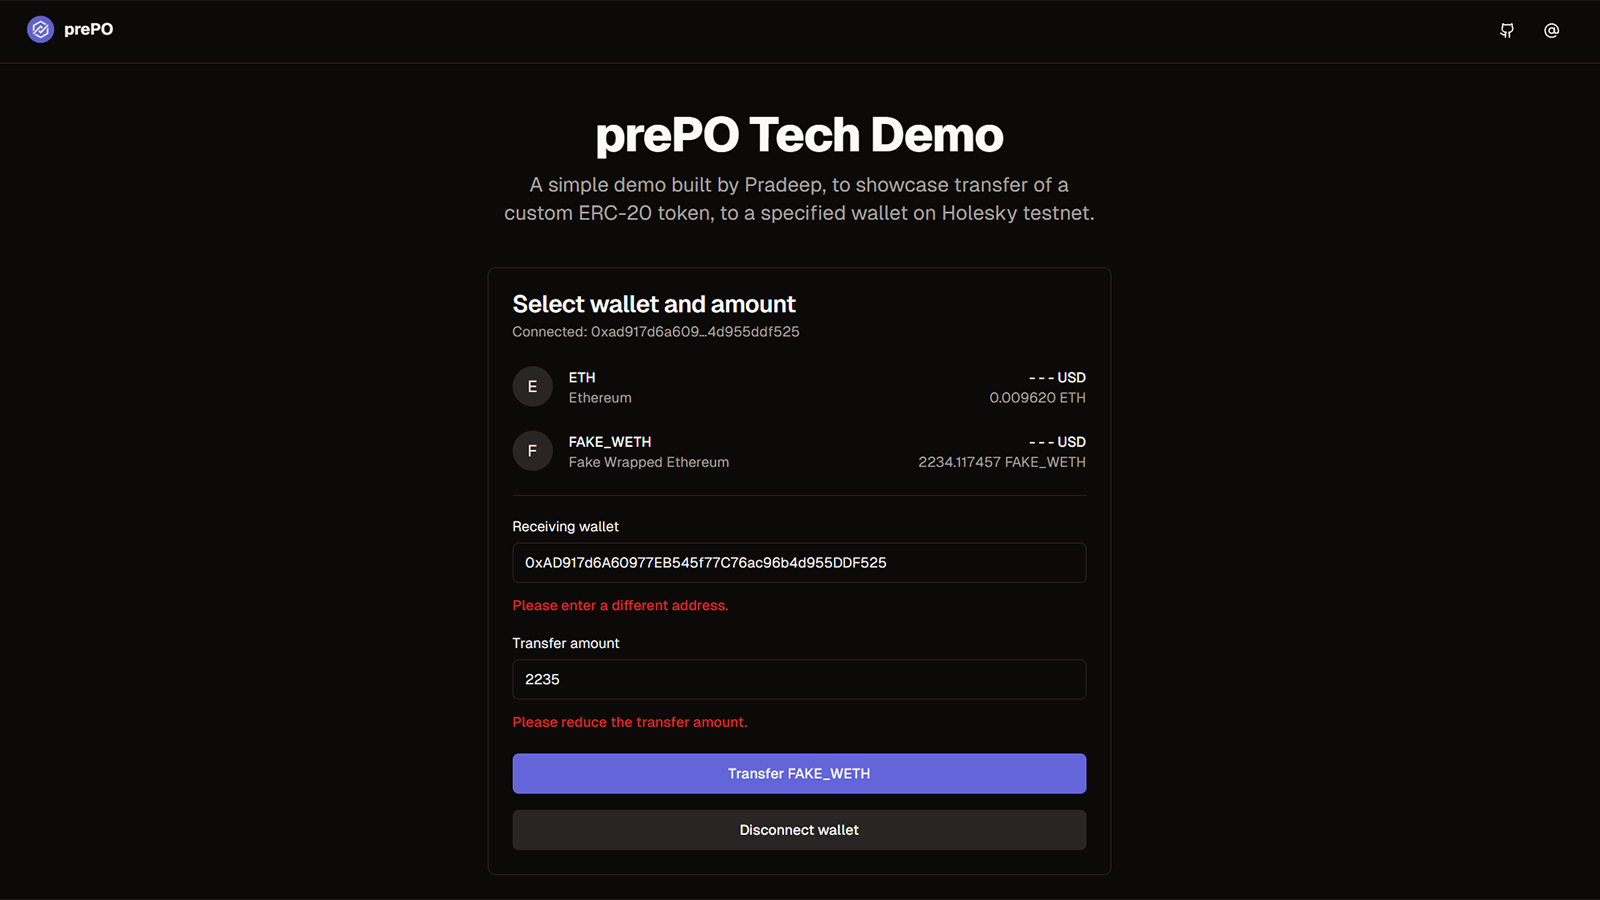 prePO
prePO Tech Demo
A simple demo built by Pradeep, to showcase transfer of a
custom ERC-20 token, to a specified wallet on Holesky testnet.
Select wallet and amount
Connected: 0xad917d6a609...4d955ddf525
E
ETH
- - - USD
Ethereum
0.009620 ETH
F
FAKE_WETH
- - - USD
Fake Wrapped Ethereum
2234.117457 FAKE_WETH
Receiving wallet
0xAD917d6A60977EB545f77C76ac96b4d955DDF525
Please enter a different address.
Transfer amount
2235
Please reduce the transfer amount.
Transfer FAKE_WETH
Disconnect wallet